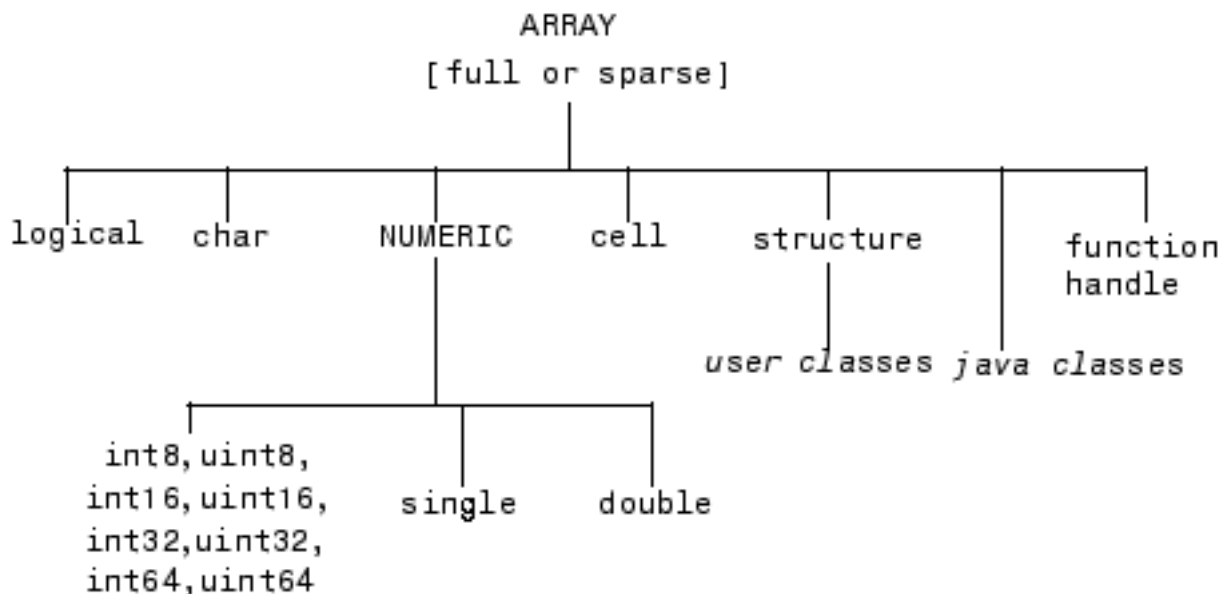 ARRAY
[full or sparse]
logical char NUMERIC cell structure function
handle
user classes java classes
int8,uint8,
int16,uint16,
int32,uint32,
int64,uint64
single double